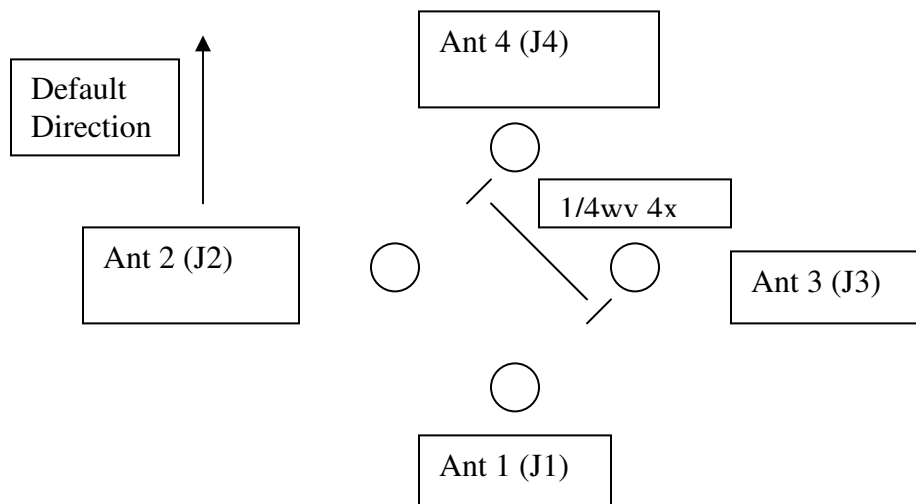 Ant 4 (J4)
Default
Direction
1/4wv 4x
Ant 2 (J2)
Ant 3 (J3)
Ant 1 (J1)